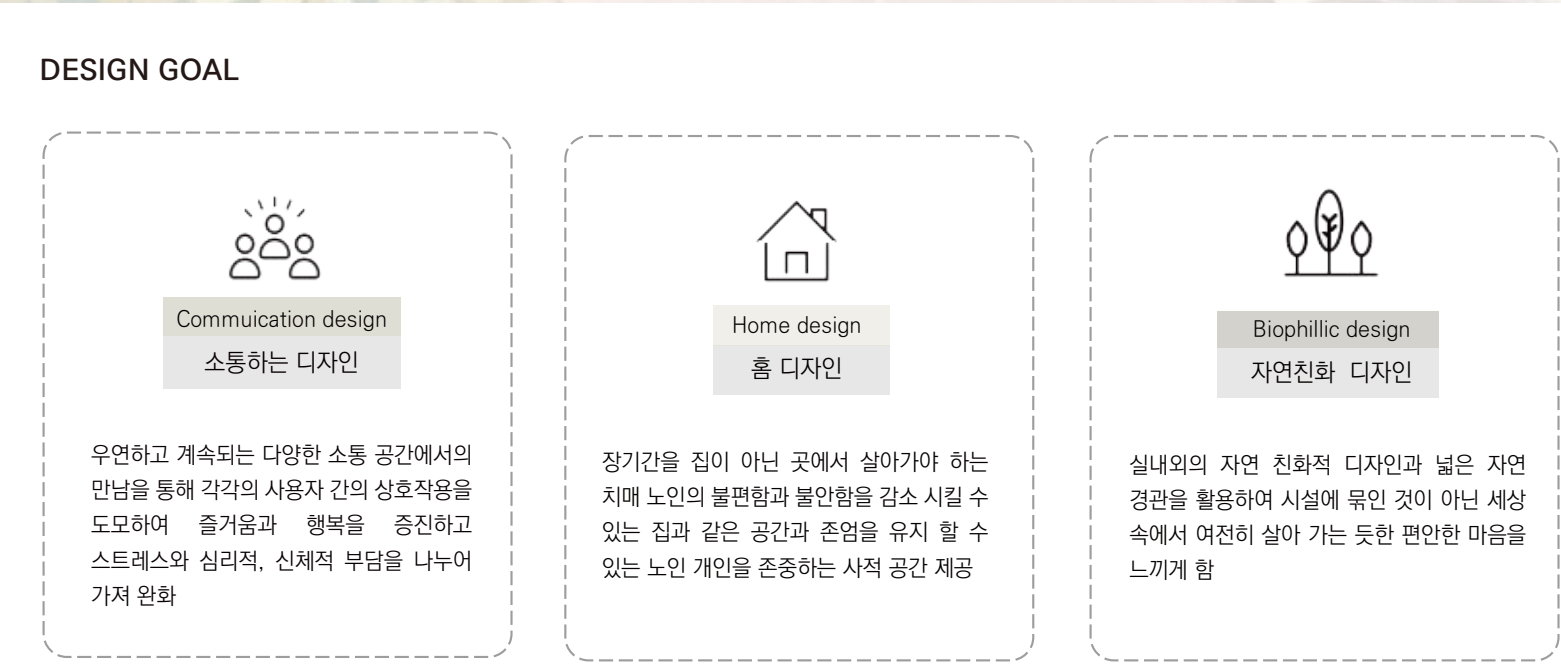 DESIGN GOAL
Commuication design
소통하는 디자인
우연하고 계속되는 다양한 소통 공간에서의
만남을 통해 각각의 사용자 간의 상호작용을
도모하여 즐거움과 행복을 증진하고
스트레스와 심리적, 신체적 부담을 나누어
가져 완화
Home design
홈 디자인
장기간을 집이 아닌 곳에서 살아가야 하는
치매 노인의 불편함과 불안함을 감소 시킬 수
있는 집과 같은 공간과 존엄을 유지 할 수
있는 노인 개인을 존중하는 사적 공간 제공
Biophillic design
자연친화 디자인
실내외의 자연 친화적 디자인과 넓은 자연
경관을 활용하여 시설에 묶인 것이 아닌 세상
속에서 여전히 살아 가는 듯한 편안한 마음을
느끼게 함